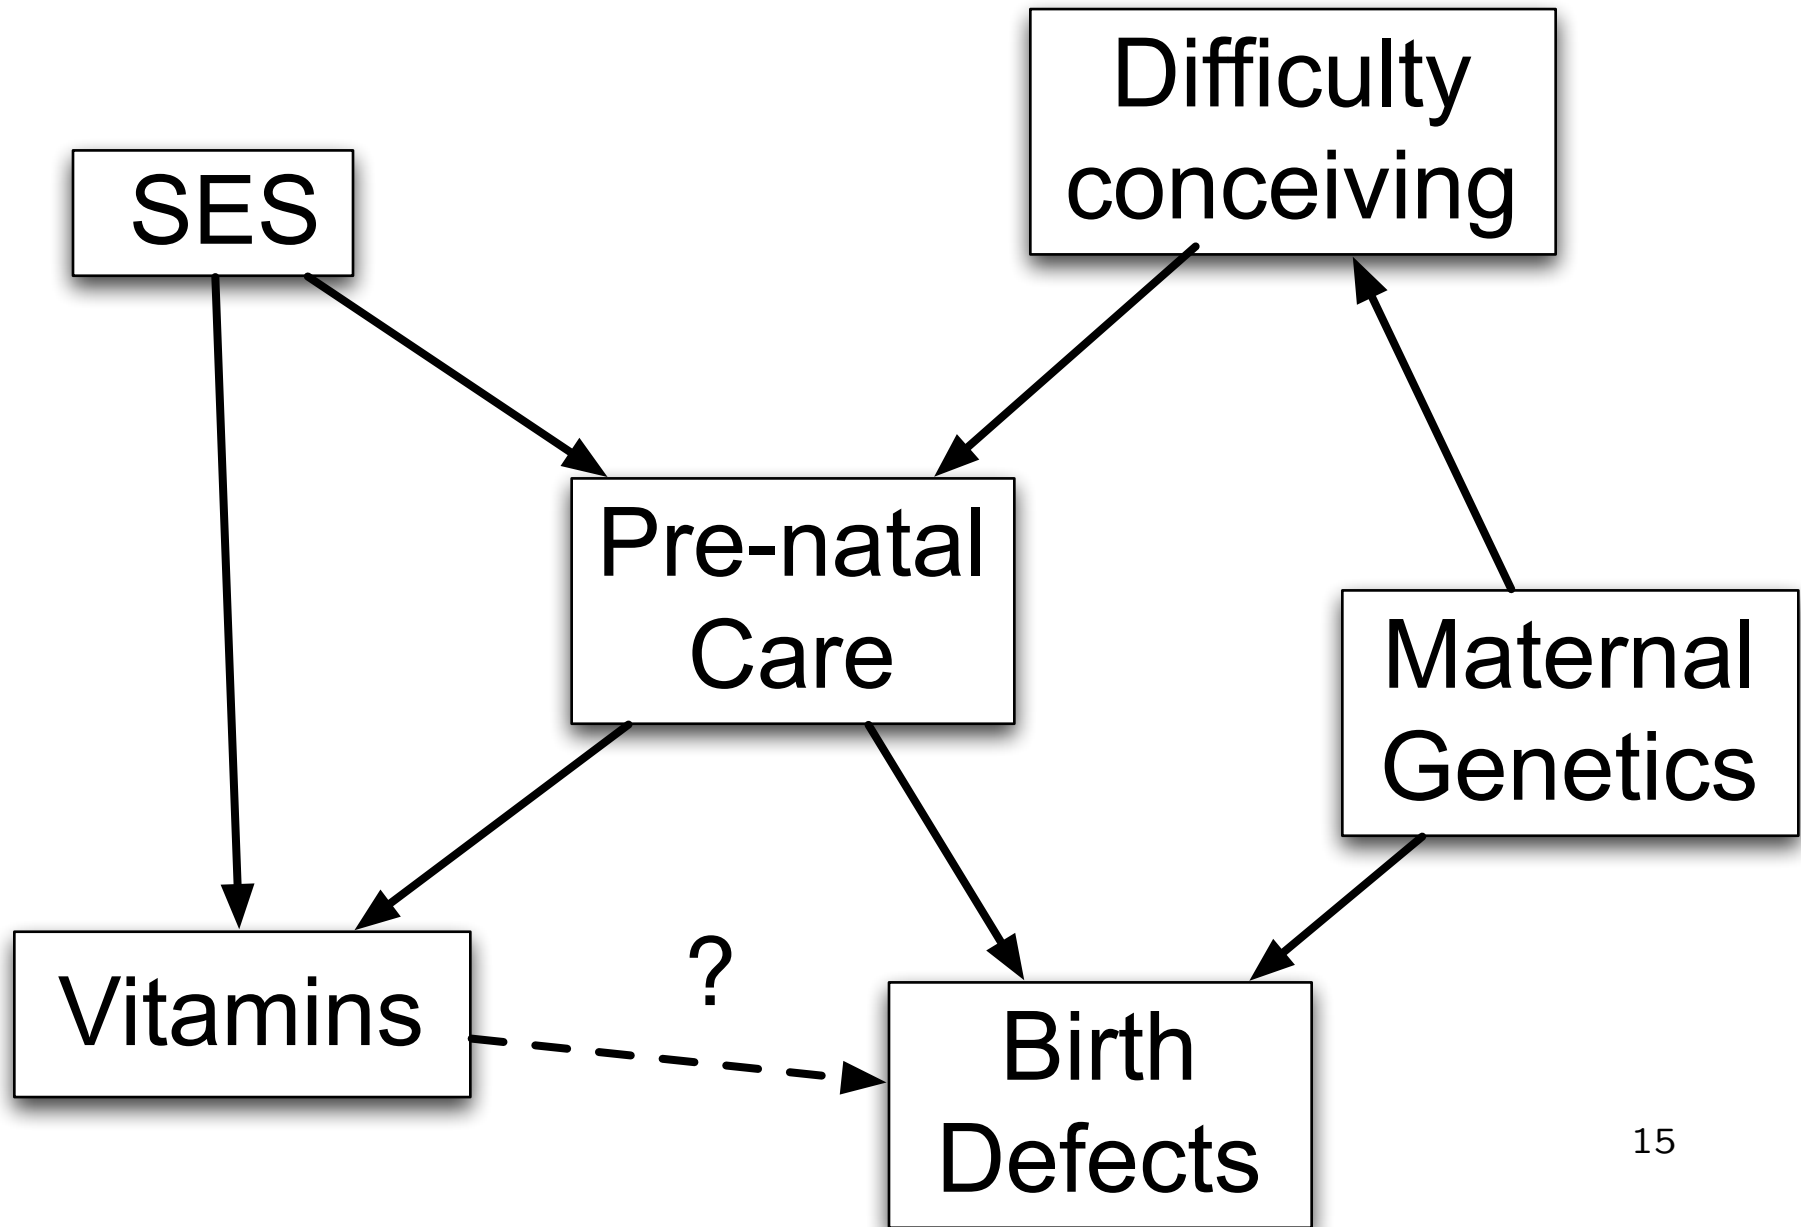 Difficulty
conceiving
SES
Pre-natal
Care
Maternal
Genetics
Vitamins
?
Birth
Defects
15